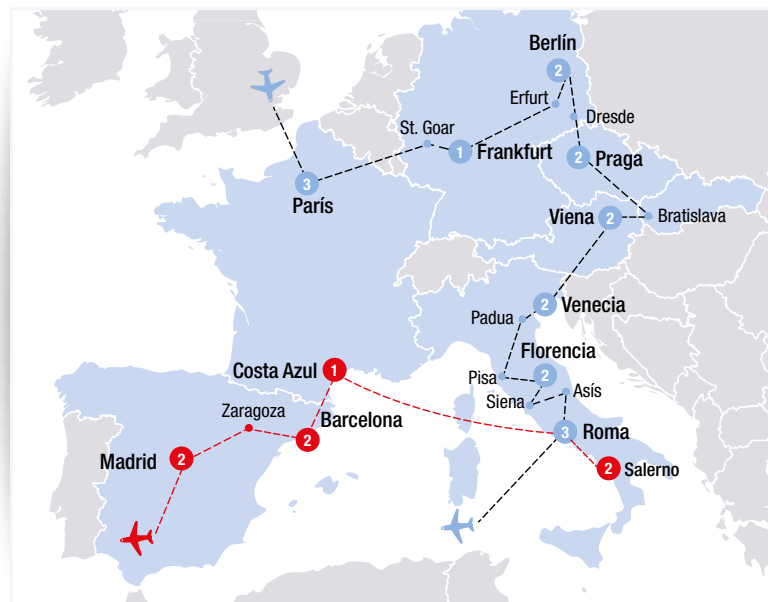 Berlín
2
Erfurt
Dresde
St. Goar
1
Frankfurt
2
Praga
3
París
Viena
2
Bratislava
2
Venecia
Padua
Florencia
2
Pisa
Siena
Asís
Costa Azul
1
Zaragoza
Barcelona
2
Madrid
2
3
Roma
2
Salerno